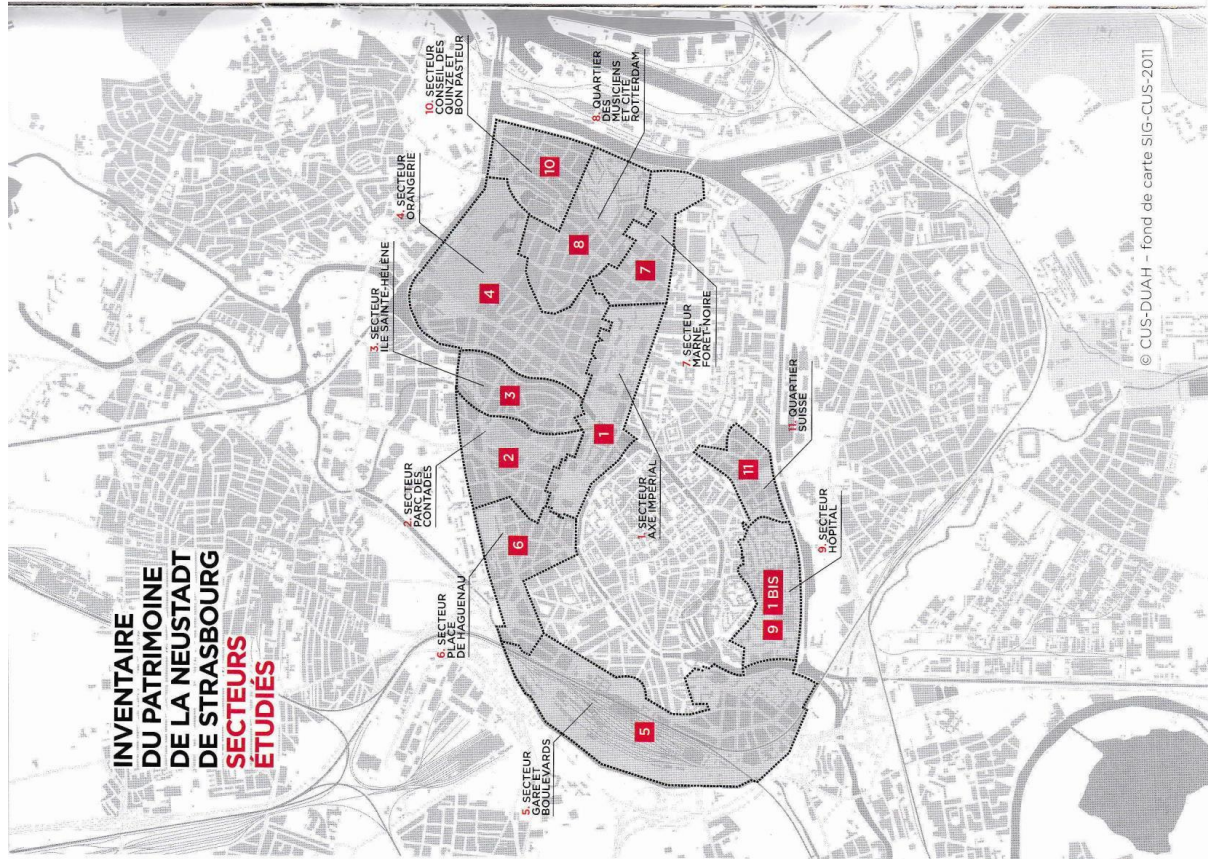 INVENTAIRE
DU PATRIMOINE
DE LA NEUSTADT
DE STRASBOURG
SECTEURS
ÉTUDIÉS
5. SECTEUR
GARE ET
BOULEVARDS
6. SECTEUR
PLACE
DE HAGUENAU
2. SECTEUR
PARC DES
CONTADES
3. SECTEUR
ILE SAINTE-HÉLÈNE
4. SECTEUR
ORANGERIE
10. SECTEUR
CONSEIL DES
QUINZE ET
BON PASTEUR
8. QUARTIER
DES
MUSICIENS
ET CITÉ
ROTTERDAM
7. SECTEUR
MARNE
FORÊT-NOIRE
1. SECTEUR
AXE IMPÉRIAL
11. QUARTIER
SUISSE
9. SECTEUR
HÔPITAL
5
6
2
3
4
10
8
7
1
11
9
1 BIS
© CUS-DUAH – fond de carte SIG-CUS-2011